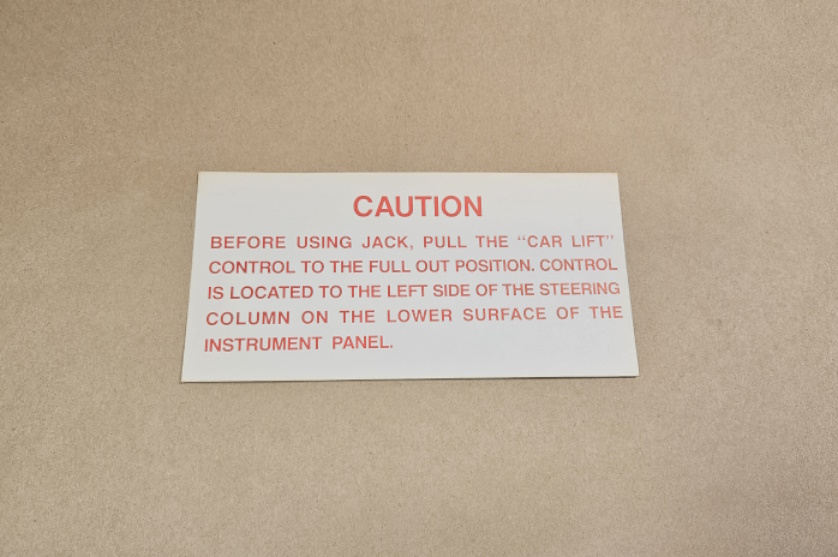 CAUTION
BEFORE USING JACK, PULL THE "CAR LIFT"
CONTROL TO THE FULL OUT POSITION. CONTROL
IS LOCATED TO THE LEFT SIDE OF THE STEERING
COLUMN ON THE LOWER SURFACE OF THE
INSTRUMENT PANEL.